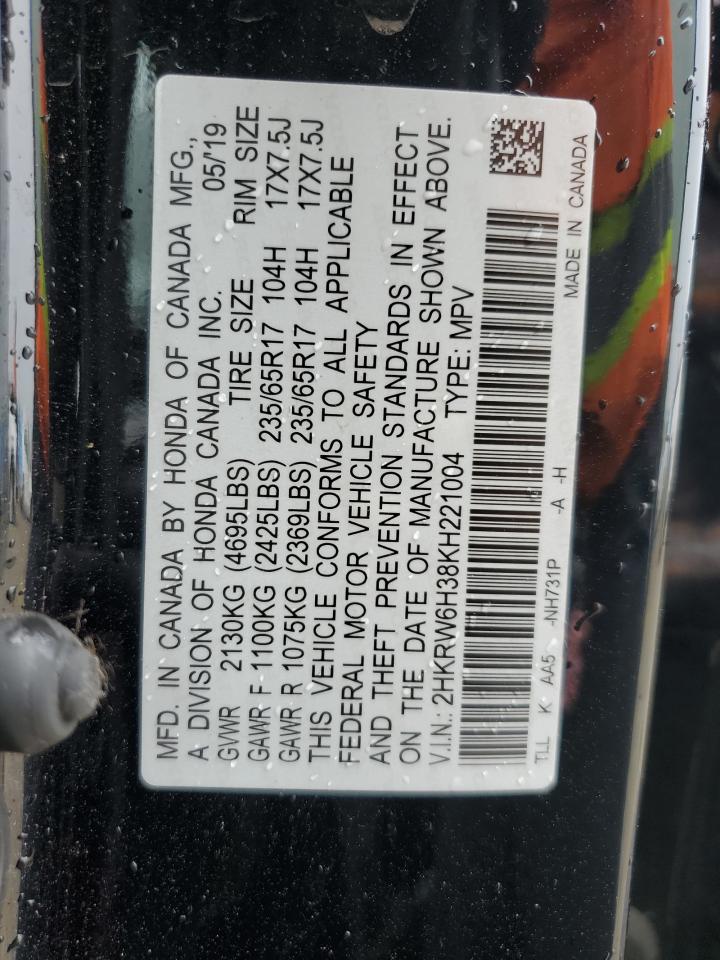 MFD. IN CANADA BY HONDA OF CANADA MFG.,
A DIVISION OF HONDA CANADA INC. 05/'19
GVWR 2130KG (4695LBS) TIRE SIZE RIM SIZE
GAWR F 1100KG (2425LBS) 235/65R17 104H 17X7.5J
GAWR R 1075KG (2369LBS) 235/65R17 104H 17X7.5J
THIS VEHICLE CONFORMS TO ALL APPLICABLE
FEDERAL MOTOR VEHICLE SAFETY
AND THEFT PREVENTION STANDARDS IN EFFECT
ON THE DATE OF MANUFACTURE SHOWN ABOVE.
V.I.N.: 2HKRW6H38KH221004 TYPE: MPV
TLL K AA5 -NH731P -A -H MADE IN CANADA